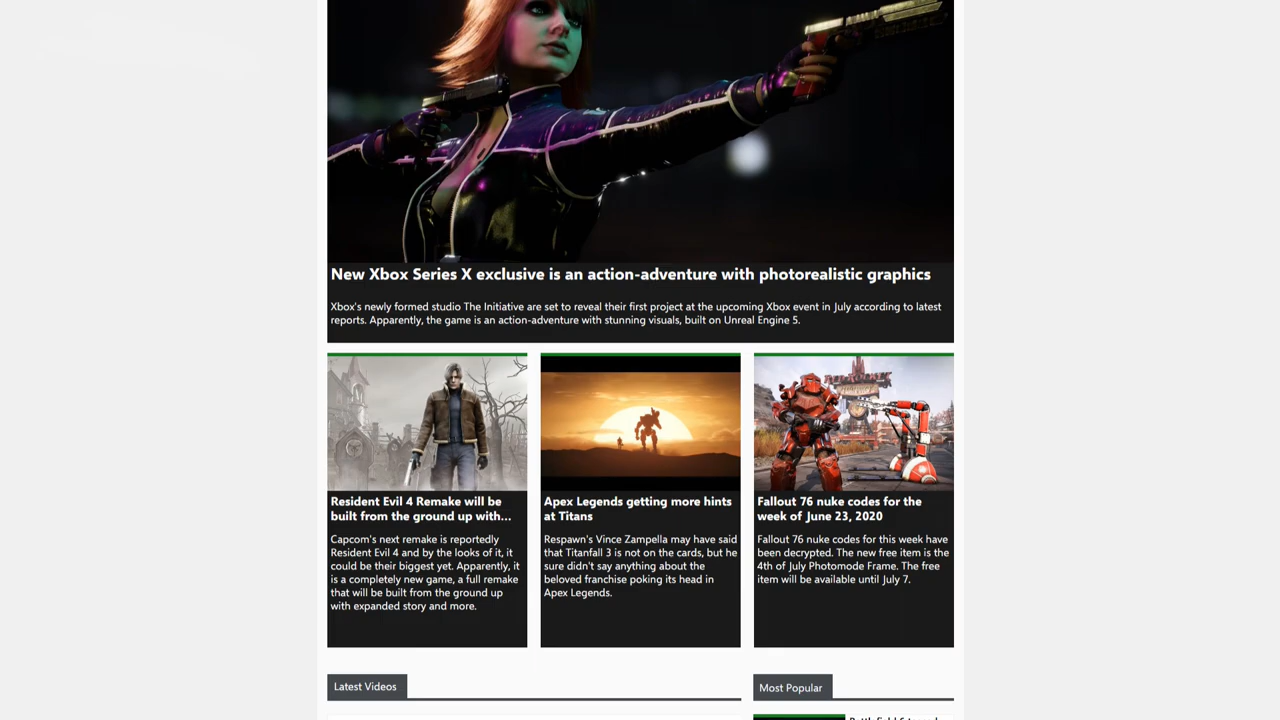 New Xbox Series X exclusive is an action-adventure with photorealistic graphics
Xbox's newly formed studio The Initiative are set to reveal their first project at the upcoming Xbox event in July according to latest
reports. Apparently, the game is an action-adventure with stunning visuals, built on Unreal Engine 5.
Resident Evil 4 Remake will be
built from the ground up with...
Capcom's next remake is reportedly
Resident Evil 4 and by the looks of it, it
could be their biggest yet. Apparently, it
is a completely new game, a full remake
that will be built from the ground up
with expanded story and more.
Apex Legends getting more hints
at Titans
Respawn's Vince Zampella may have said
that Titanfall 3 is not on the cards, but he
sure didn't say anything about the
beloved franchise poking its head in
Apex Legends.
Fallout 76 nuke codes for the
week of June 23, 2020
Fallout 76 nuke codes for this week have
been decrypted. The new free item is the
4th of July Photomode Frame. The free
item will be available until July 7.
Latest Videos
Most Popular